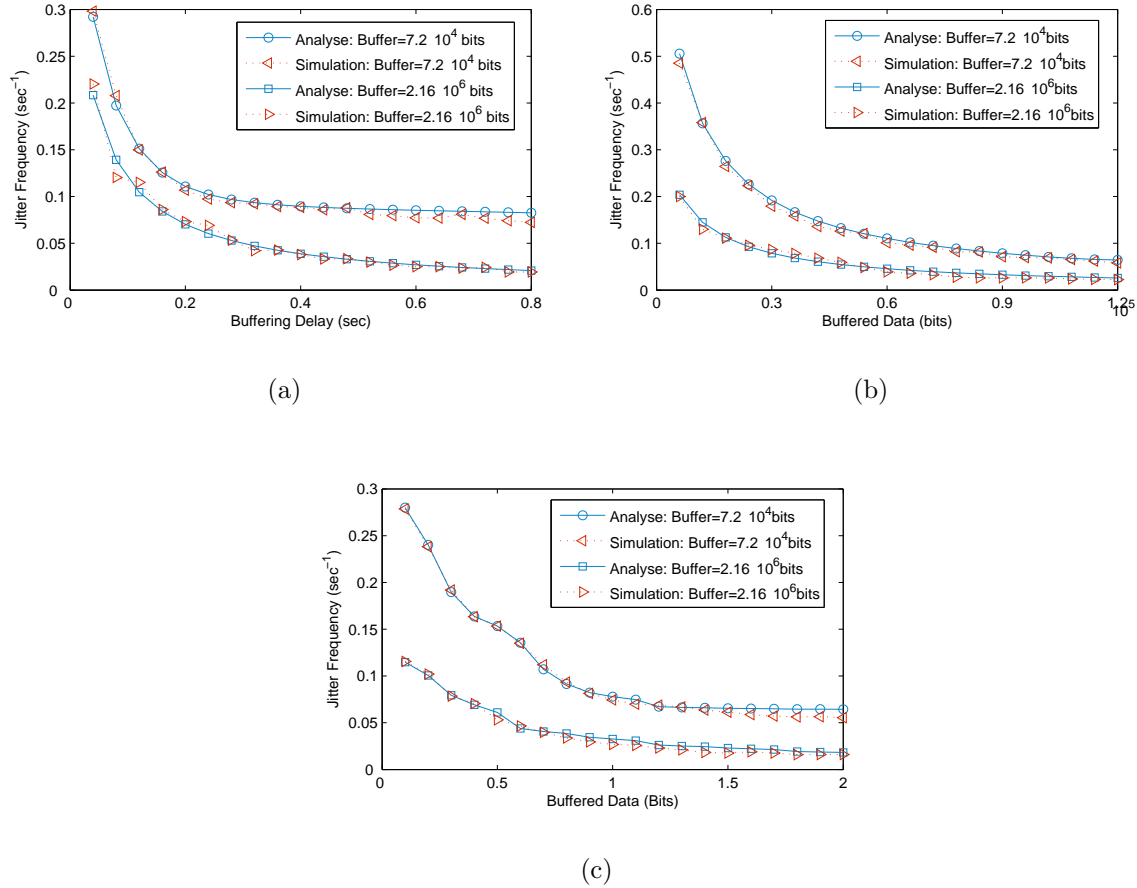 0.3
0.25
0.2
0.15
0.1
0.05
0
0
0.2
0.4
0.6
0.8
Jitter Frequency (sec⁻¹)
Buffering Delay (sec)
Analyse: Buffer=7.2 10⁴ bits
Simulation: Buffer=7.2 10⁴ bits
Analyse: Buffer=2.16 10⁶ bits
Simulation: Buffer=2.16 10⁶ bits
(a)
0.6
0.5
0.4
0.3
0.2
0.1
0
0
0.3
0.6
0.9
1.25
10⁵
Jitter Frequency (sec⁻¹)
Buffered Data (bits)
Analyse: Buffer=7.2 10⁴bits
Simulation: Buffer=7.2 10⁴bits
Analyse: Buffer=2.16 10⁶bits
Simulation: Buffer=2.16 10⁶bits
(b)
0.3
0.25
0.2
0.15
0.1
0.05
0
0
0.5
1
1.5
2
Jitter Frequency (sec⁻¹)
Buffered Data (Bits)
Analyse: Buffer=7.2 10⁴bits
Simulation: Buffer=7.2 10⁴bits
Analyse: Buffer=2.16 10⁶bits
Simulation: Buffer=2.16 10⁶bits
(c)